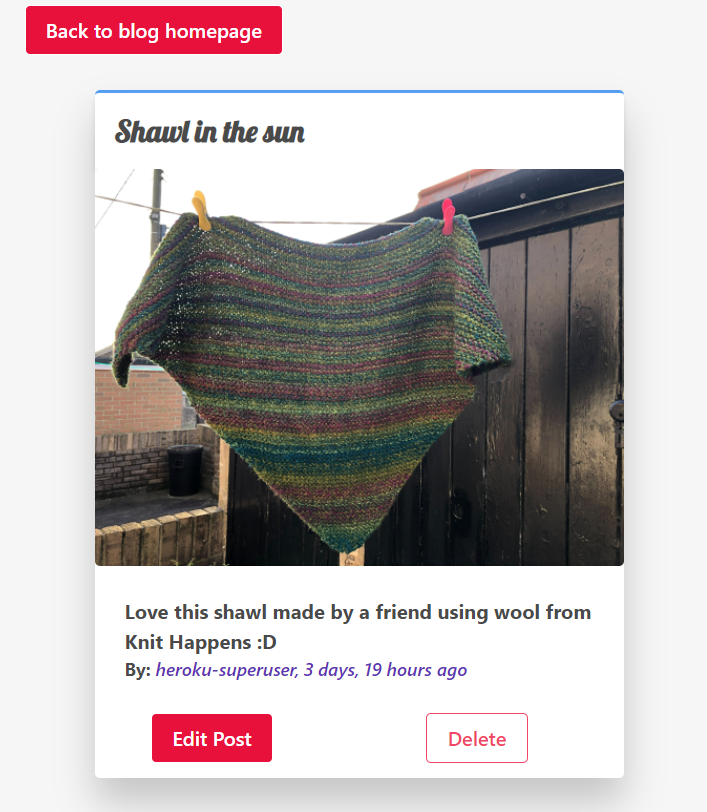 Back to blog homepage
Shawl in the sun
Love this shawl made by a friend using wool from
Knit Happens :D
By: heroku-superuser, 3 days, 19 hours ago
Edit Post
Delete